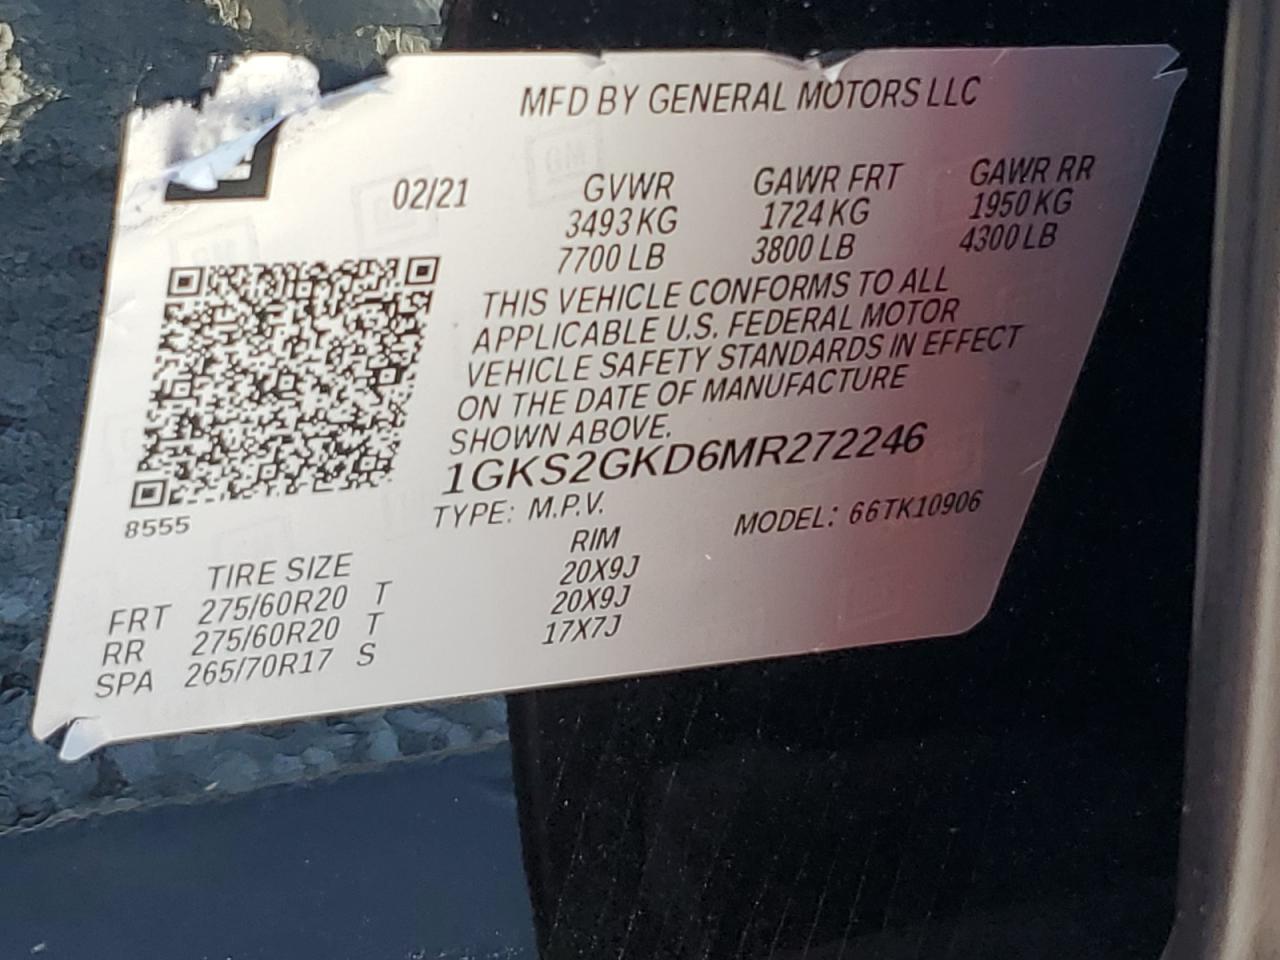 MFD BY GENERAL MOTORS LLC
02/21 GVWR GAWR FRT GAWR RR
3493 KG 1724 KG 1950 KG
7700 LB 3800 LB 4300 LB
THIS VEHICLE CONFORMS TO ALL
APPLICABLE U.S. FEDERAL MOTOR
VEHICLE SAFETY STANDARDS IN EFFECT
ON THE DATE OF MANUFACTURE
SHOWN ABOVE.
1GKS2GKD6MR272246
8555
TYPE: M.P.V. MODEL: 66TK10906
TIRE SIZE RIM
FRT 275/60R20 T 20X9J
RR 275/60R20 T 20X9J
SPA 265/70R17 S 17X7J